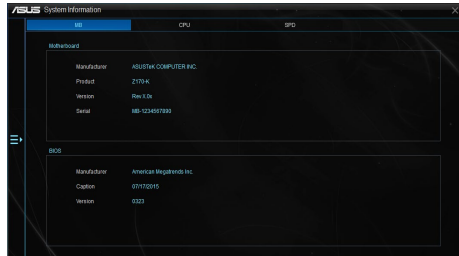 ASUS System Information
MB CPU SPD
Motherboard
Manufacturer ASUSTeK COMPUTER INC.
Product Z170-K
Version Rev X.0x
Serial MB-1234567890
BIOS
Manufacturer American Megatrends Inc.
Caption 07/17/2015
Version 0323